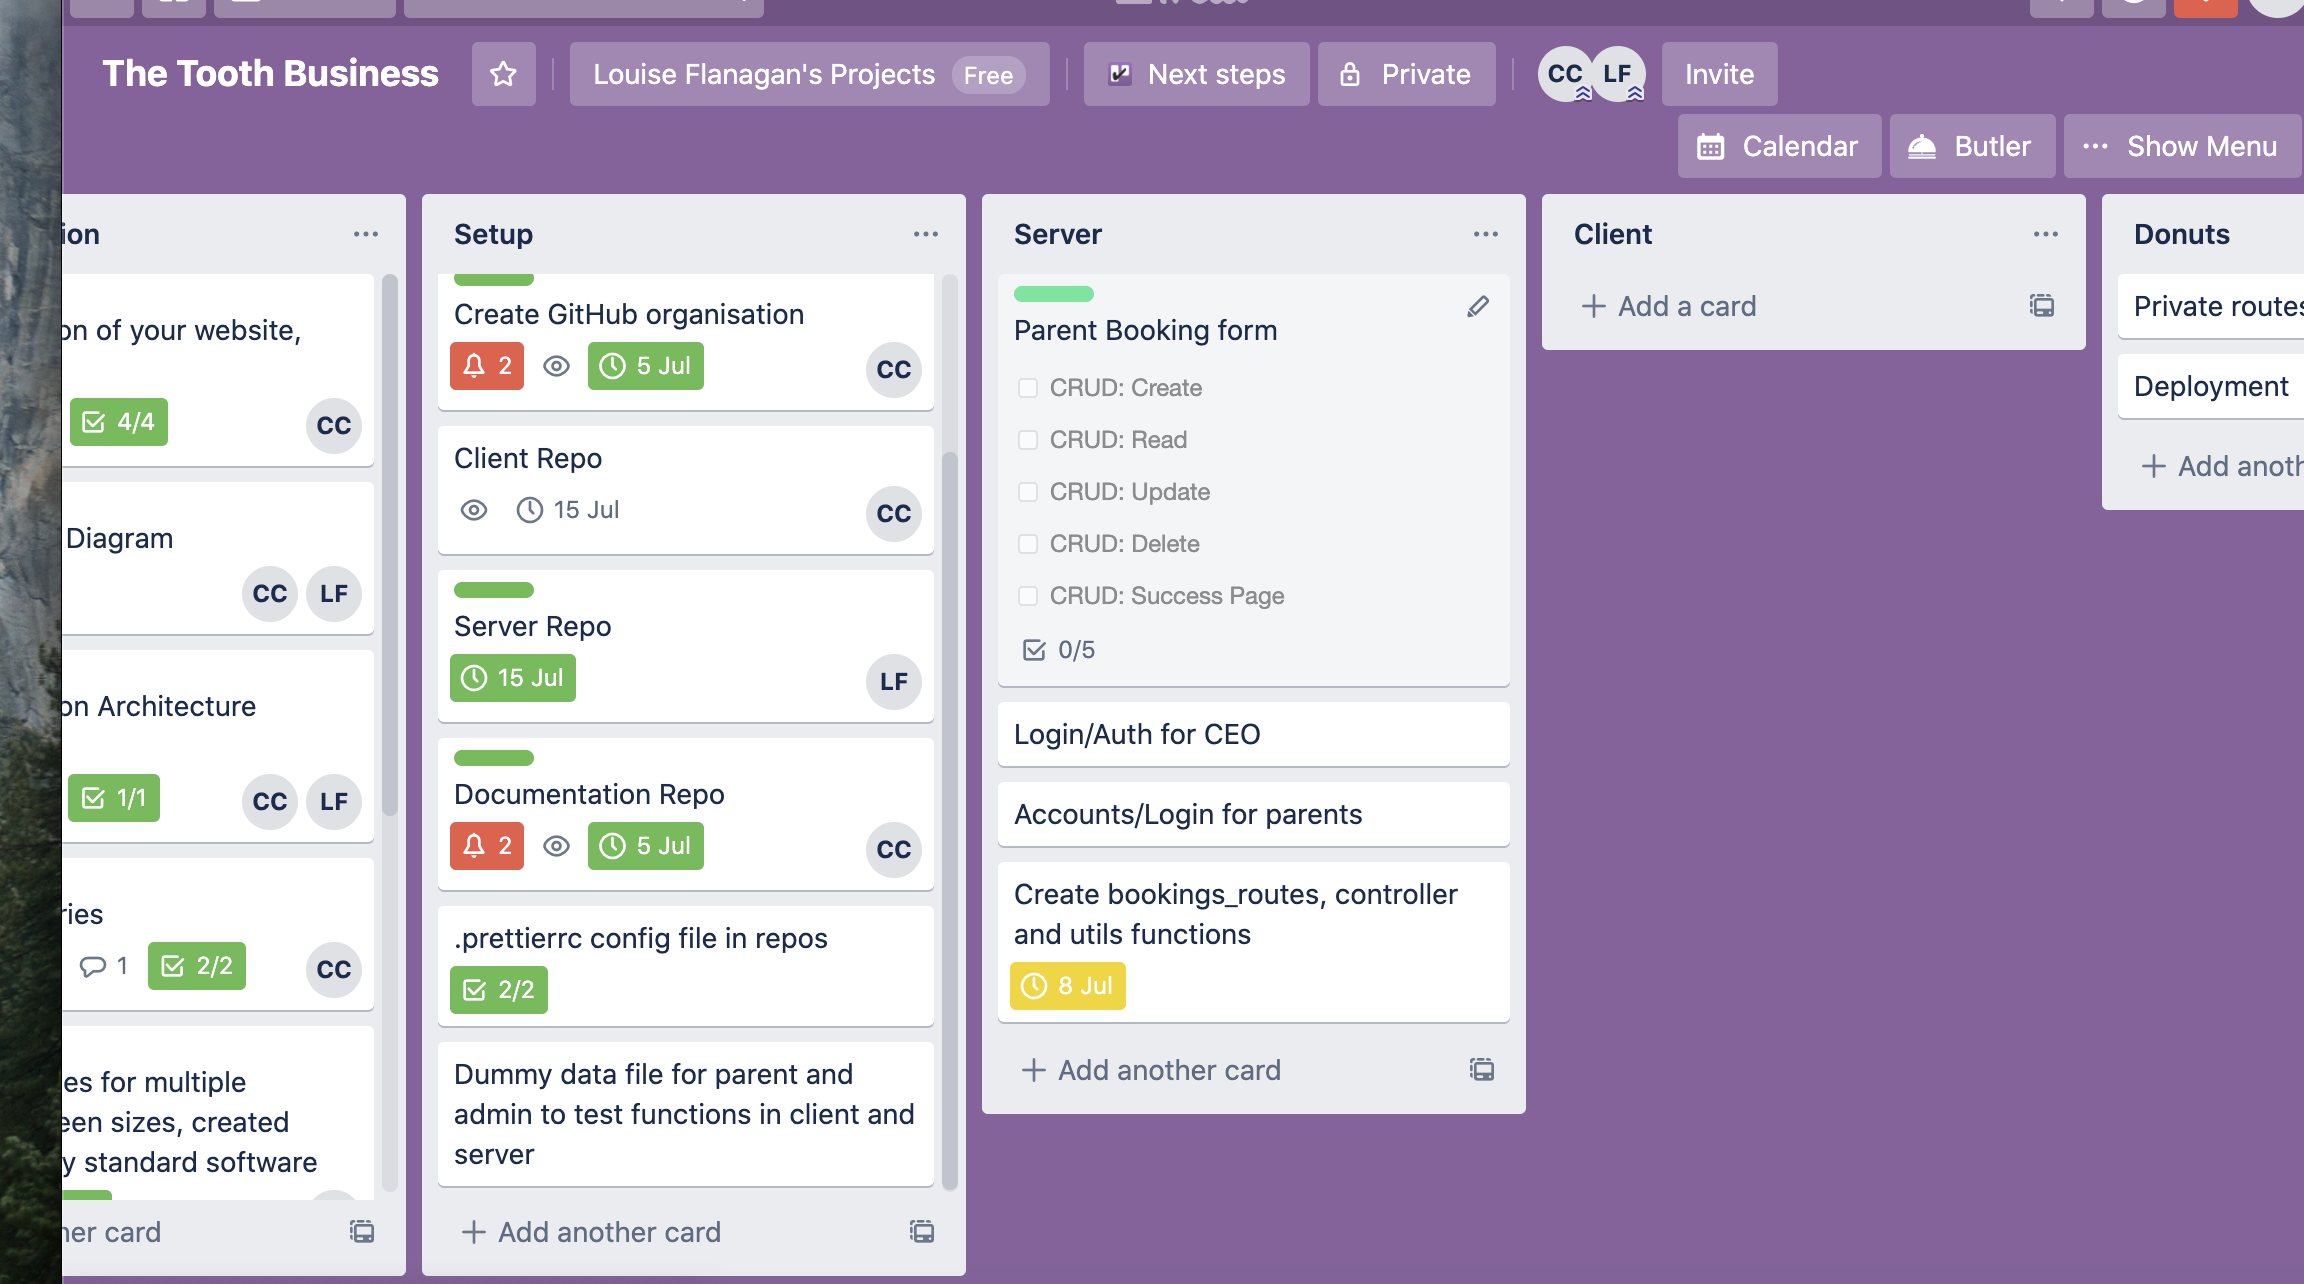 The Tooth Business
Louise Flanagan's Projects Free
Next steps
Private
CC LF
Invite
Calendar
Butler
Show Menu
ion
on of your website,
4/4
CC
Diagram
CC LF
on Architecture
1/1
CC LF
ries
1 2/2
CC
es for multiple
een sizes, created
y standard software
her card
Setup
Create GitHub organisation
2 5 Jul
CC
Client Repo
15 Jul
CC
Server Repo
15 Jul
LF
Documentation Repo
2 5 Jul
CC
.prettierrc config file in repos
2/2
Dummy data file for parent and
admin to test functions in client and
server
+ Add another card
Server
Parent Booking form
CRUD: Create
CRUD: Read
CRUD: Update
CRUD: Delete
CRUD: Success Page
0/5
Login/Auth for CEO
Accounts/Login for parents
Create bookings_routes, controller
and utils functions
8 Jul
+ Add another card
Client
+ Add a card
Donuts
Private routes
Deployment
+ Add anoth